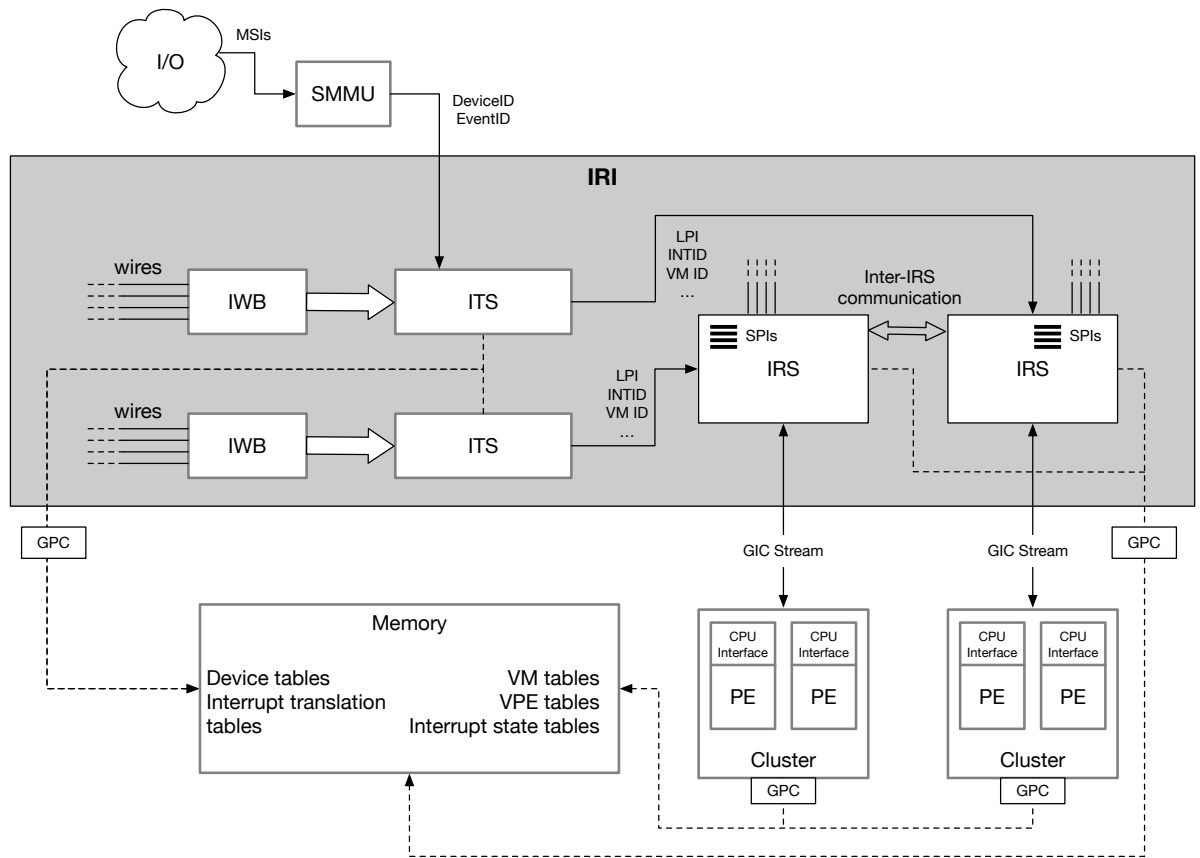 MSIs
I/O
SMMU
DeviceID
EventID
IRI
LPI
INTID
VM ID
...
wires
IWB
ITS
Inter-IRS
communication
SPIs
IRS
SPIs
IRS
LPI
INTID
VM ID
...
wires
IWB
ITS
GPC
GIC Stream
GIC Stream
GPC
Memory
Device tables
Interrupt translation
tables
VM tables
VPE tables
Interrupt state tables
CPU
Interface
PE
CPU
Interface
PE
Cluster
GPC
CPU
Interface
PE
CPU
Interface
PE
Cluster
GPC